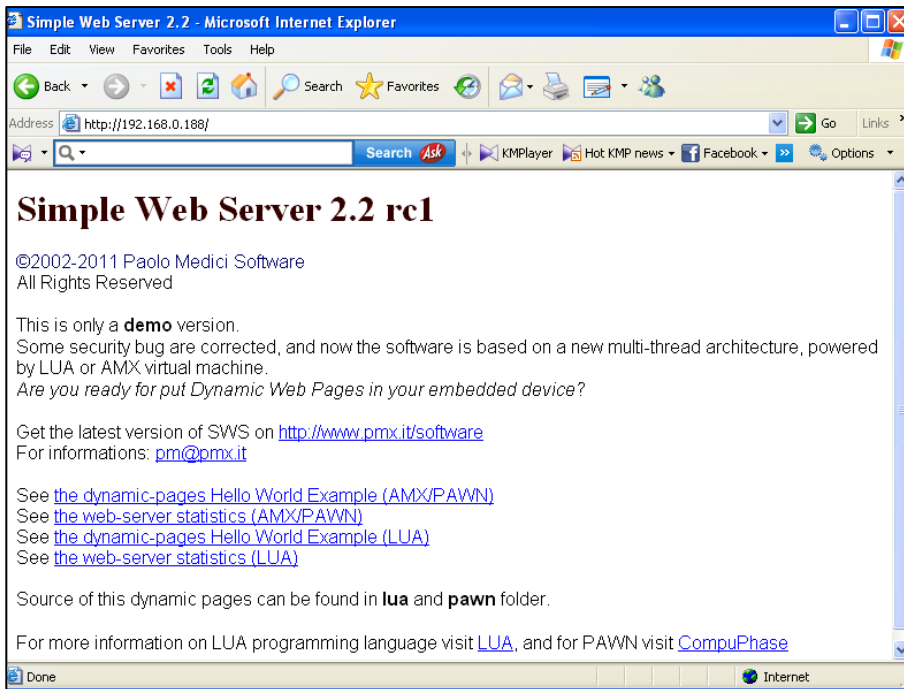 Simple Web Server 2.2 - Microsoft Internet Explorer
File Edit View Favorites Tools Help
Back Search Favorites
Address http://192.168.0.188/ Go Links
Search Ask KMPlayer Hot KMP news Facebook Options
Simple Web Server 2.2 rc1
©2002-2011 Paolo Medici Software
All Rights Reserved
This is only a demo version.
Some security bug are corrected, and now the software is based on a new multi-thread architecture, powered
by LUA or AMX virtual machine.
Are you ready for put Dynamic Web Pages in your embedded device?
Get the latest version of SWS on http://www.pmx.it/software
For informations: pm@pmx.it
See the dynamic-pages Hello World Example (AMX/PAWN)
See the web-server statistics (AMX/PAWN)
See the dynamic-pages Hello World Example (LUA)
See the web-server statistics (LUA)
Source of this dynamic pages can be found in lua and pawn folder.
For more information on LUA programming language visit LUA, and for PAWN visit CompuPhase
Done Internet